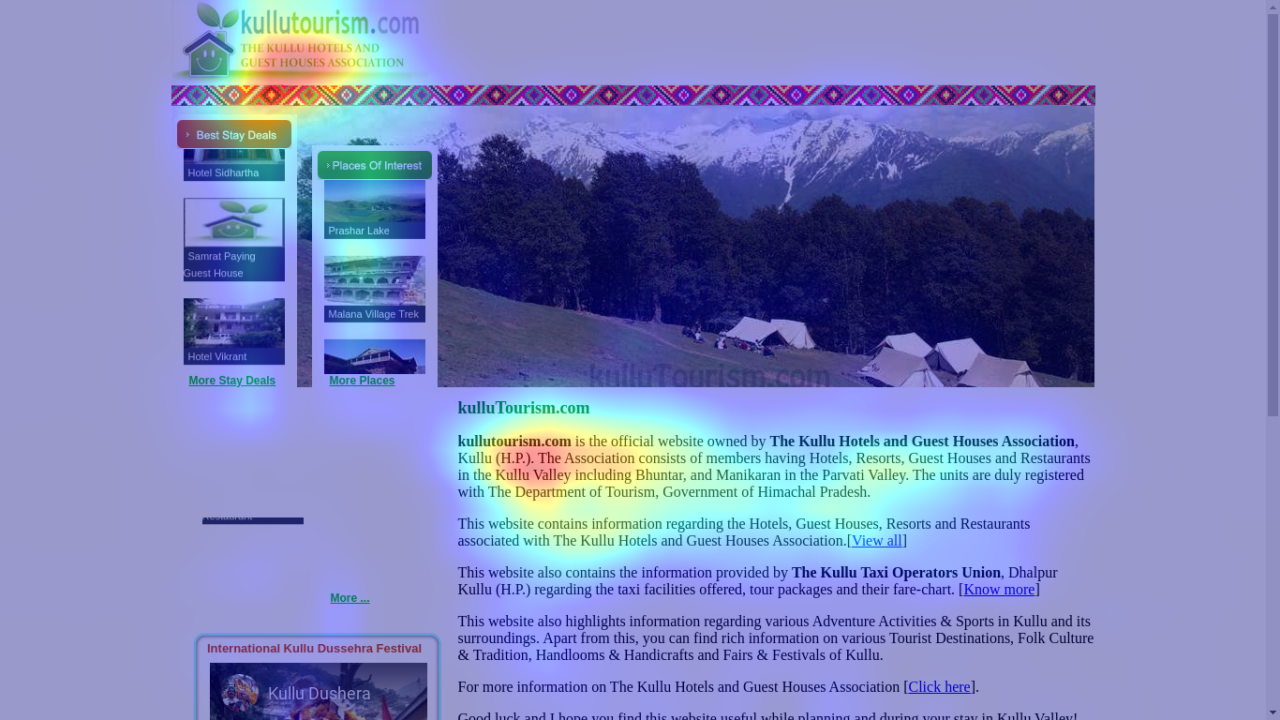 kullutourism.com
THE KULLU HOTELS AND
GUEST HOUSES ASSOCIATION
Best Stay Deals
Hotel Sidhartha
Samrat Paying
Guest House
Hotel Vikrant
More Stay Deals
Places Of Interest
Prashar Lake
Malana Village Trek
More Places
kulluTourism.com
kulluTourism.com
kullutourism.com is the official website owned by The Kullu Hotels and Guest Houses Association,
Kullu (H.P.). The Association consists of members having Hotels, Resorts, Guest Houses and Restaurants
in the Kullu Valley including Bhuntar, and Manikaran in the Parvati Valley. The units are duly registered
with The Department of Tourism, Government of Himachal Pradesh.
This website contains information regarding the Hotels, Guest Houses, Resorts and Restaurants
associated with The Kullu Hotels and Guest Houses Association.[View all]
This website also contains the information provided by The Kullu Taxi Operators Union, Dhalpur
Kullu (H.P.) regarding the taxi facilities offered, tour packages and their fare-chart. [Know more]
This website also highlights information regarding various Adventure Activities & Sports in Kullu and its
surroundings. Apart from this, you can find rich information on various Tourist Destinations, Folk Culture
& Tradition, Handlooms & Handicrafts and Fairs & Festivals of Kullu.
For more information on The Kullu Hotels and Guest Houses Association [Click here].
Good luck and I hope you find this website useful while planning and during your stay in Kullu Valley!
More ...
International Kullu Dussehra Festival
Kullu Dushera